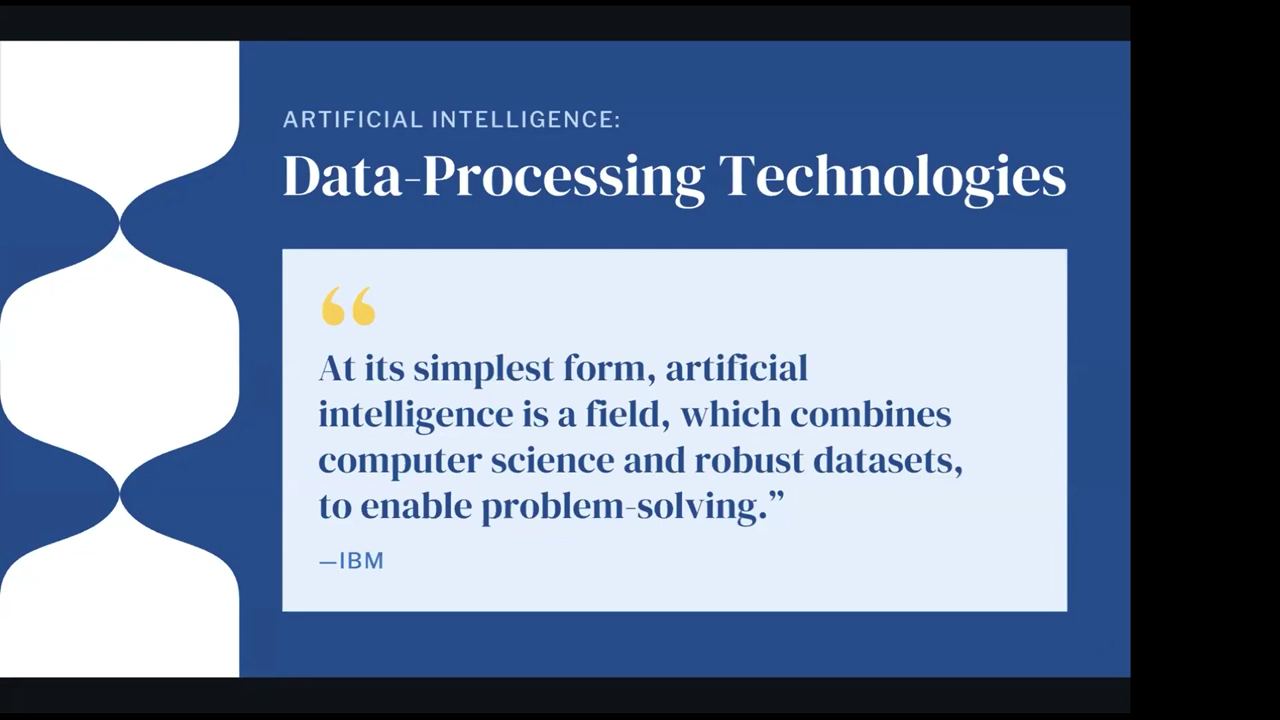 ARTIFICIAL INTELLIGENCE:
Data-Processing Technologies
“
At its simplest form, artificial
intelligence is a field, which combines
computer science and robust datasets,
to enable problem-solving.”
—IBM